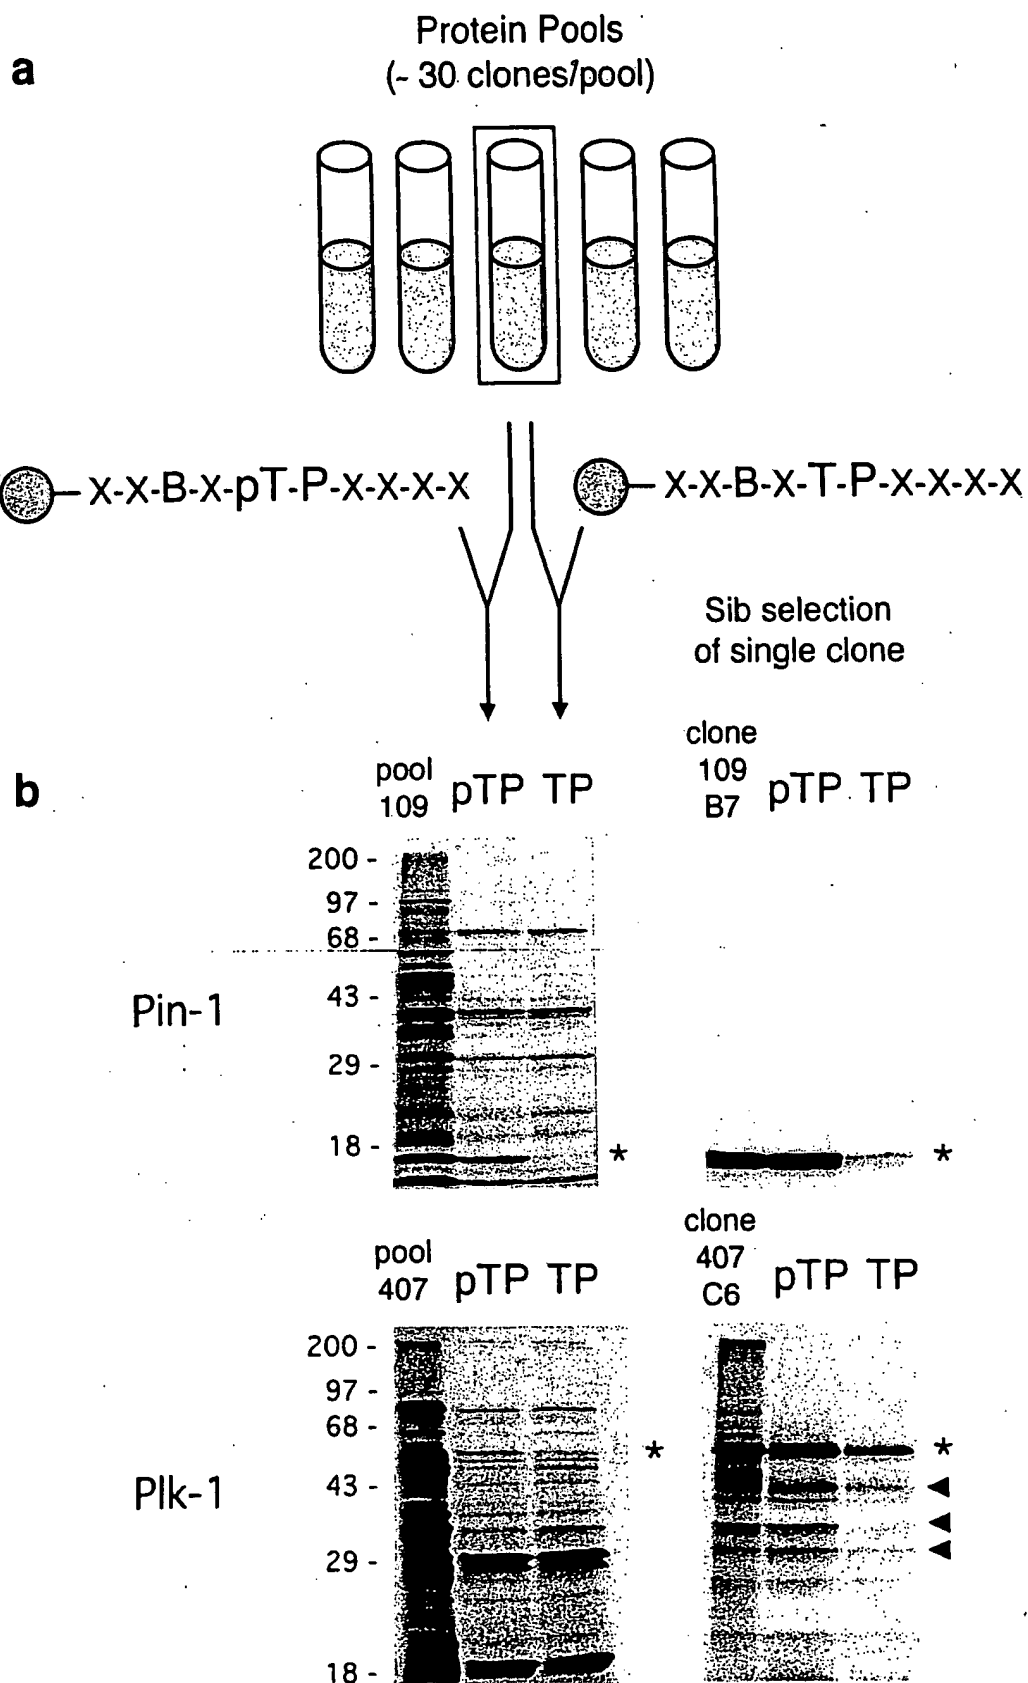 Protein Pools
a
(~ 30 clones/pool)
X-X-B-X-pT-P-X-X-X-X
X-X-B-X-T-P-X-X-X-X
Sib selection
of single clone
b
pool
109
pTP TP
clone
109
B7
pTP TP
200 -
97 -
68 -
43 -
29 -
18 -
Pin-1
*
*
pool
407
pTP TP
clone
407
C6
pTP TP
200 -
97 -
68 -
43 -
29 -
18 -
Plk-1
*
*